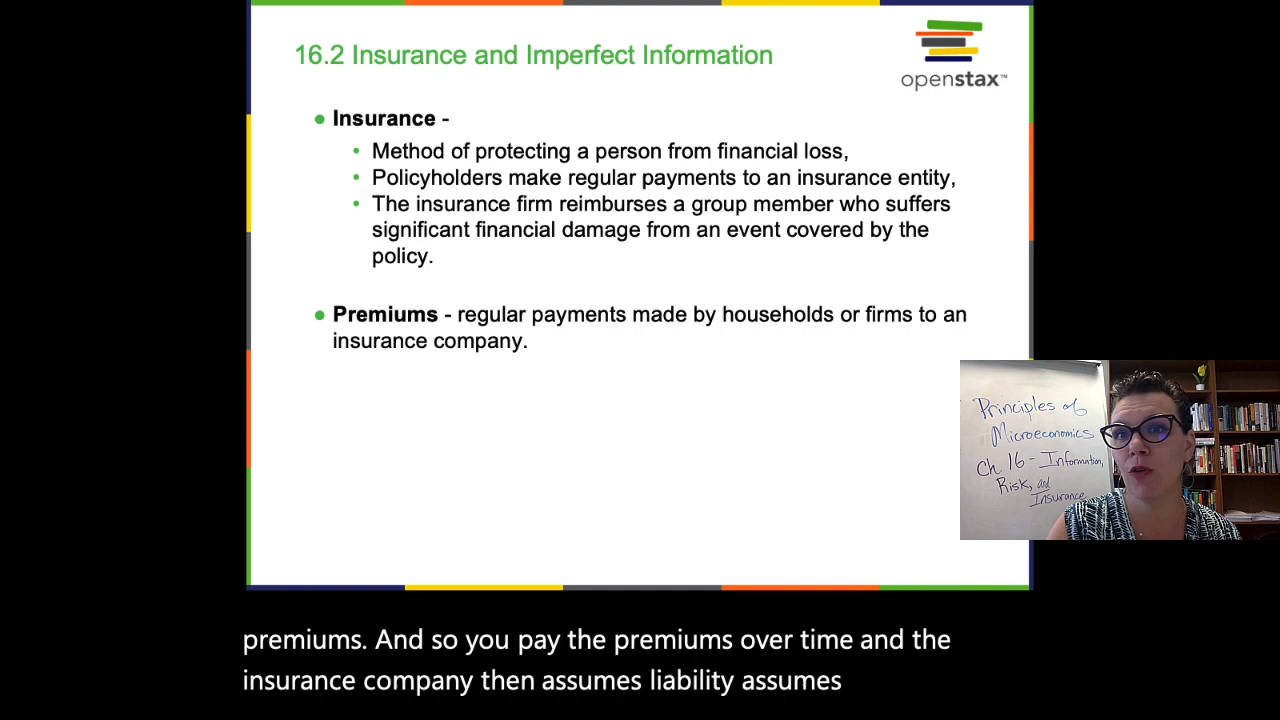 16.2 Insurance and Imperfect Information
openstax™
● Insurance -
• Method of protecting a person from financial loss,
• Policyholders make regular payments to an insurance entity,
• The insurance firm reimburses a group member who suffers
significant financial damage from an event covered by the
policy.
● Premiums - regular payments made by households or firms to an
insurance company.
Principles of
Microeconomics
Ch 16 - Information,
Risk, and
Insurance
premiums. And so you pay the premiums over time and the
insurance company then assumes liability assumes